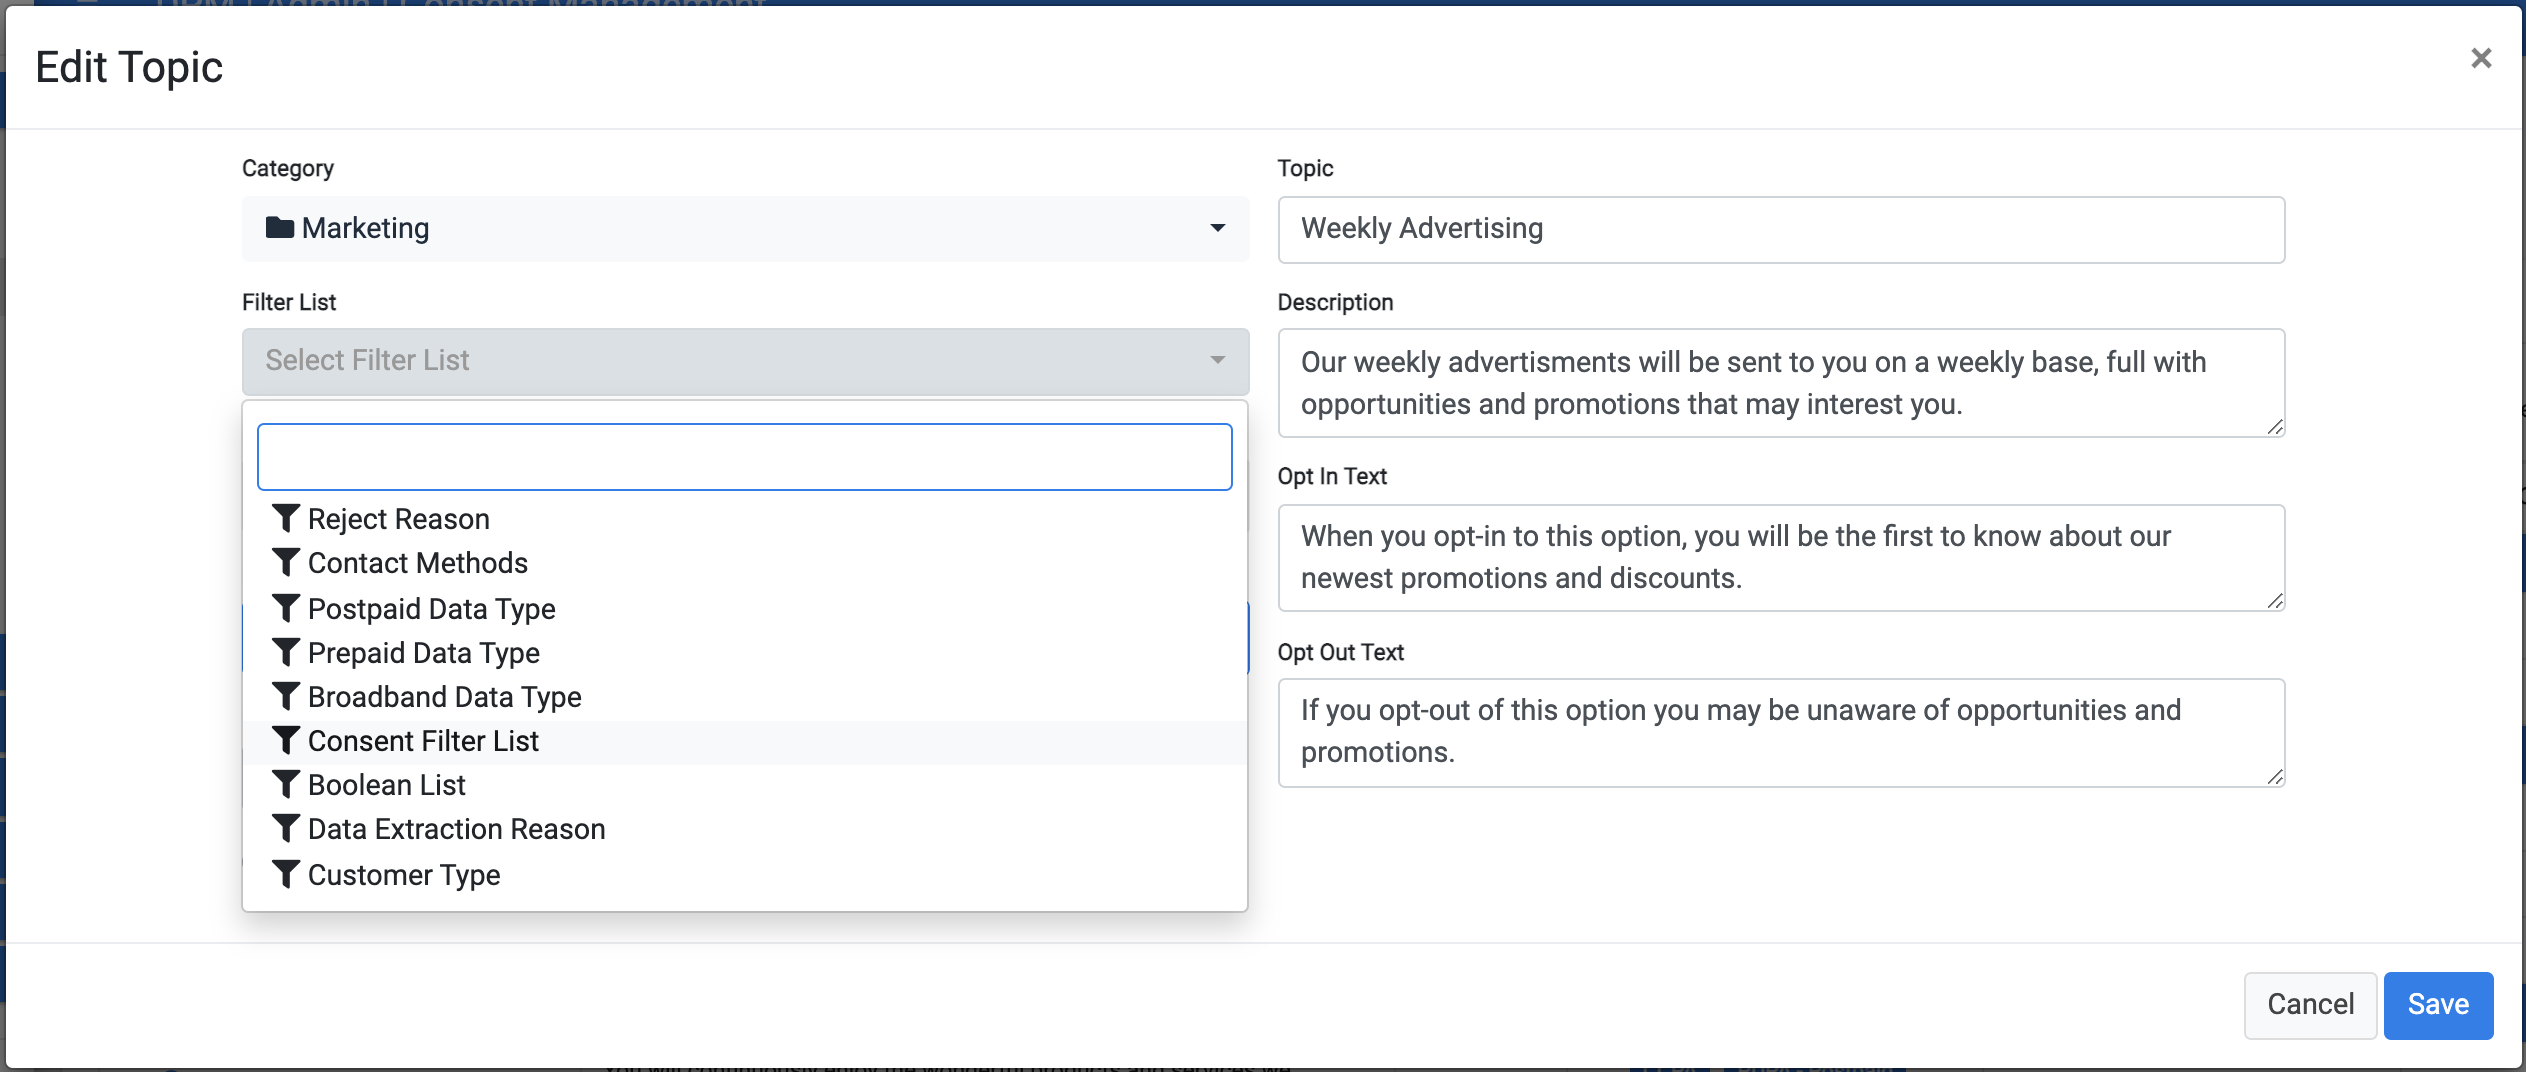 Edit Topic
×
Category
Marketing
Filter List
Select Filter List
Reject Reason
Contact Methods
Postpaid Data Type
Prepaid Data Type
Broadband Data Type
Consent Filter List
Boolean List
Data Extraction Reason
Customer Type
Topic
Weekly Advertising
Description
Our weekly advertisments will be sent to you on a weekly base, full with
opportunities and promotions that may interest you.
Opt In Text
When you opt-in to this option, you will be the first to know about our
newest promotions and discounts.
Opt Out Text
If you opt-out of this option you may be unaware of opportunities and
promotions.
Cancel
Save